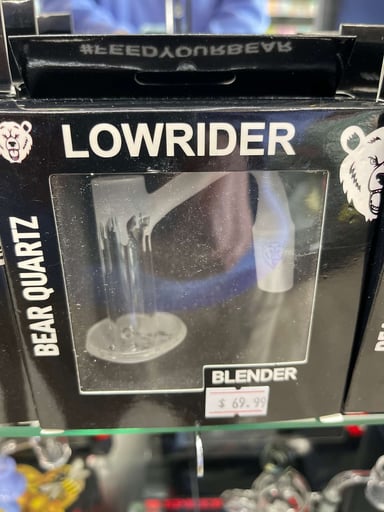 #FEEDYOURBEAR
LOWRIDER
BEAR QUARTZ
BLENDER
$ 69.99